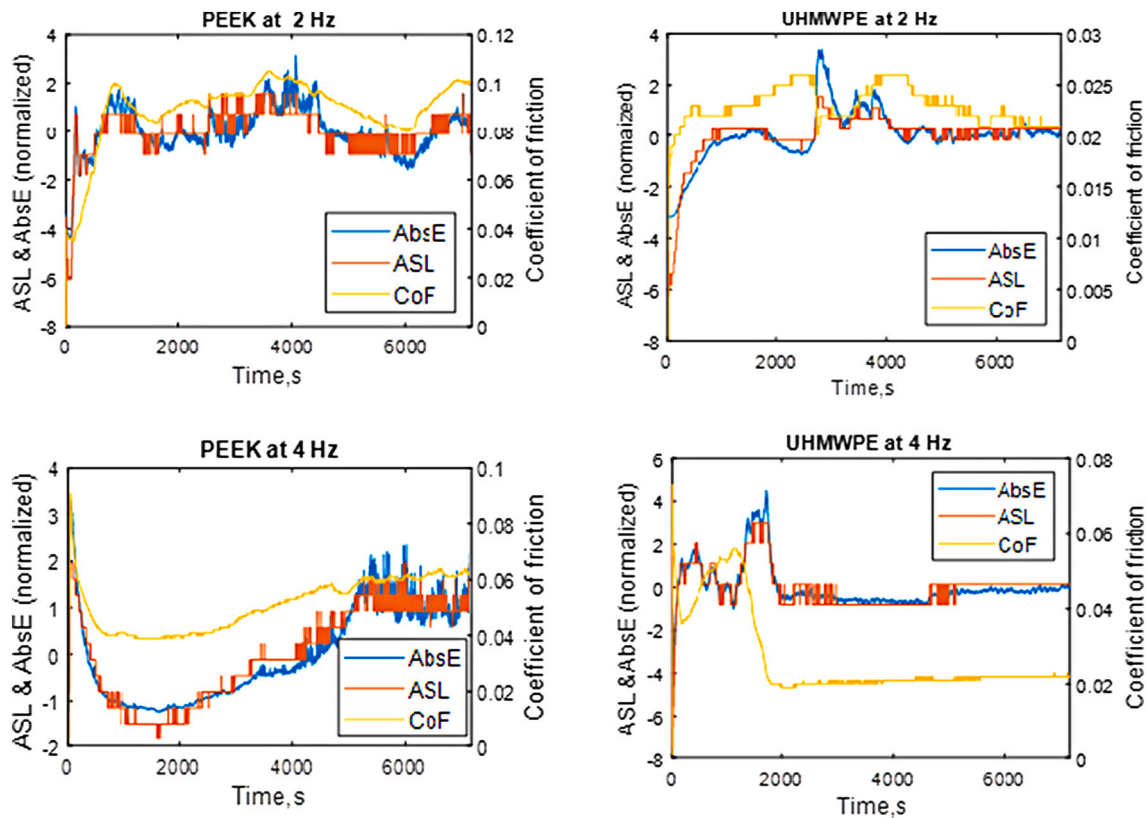 PEEK at 2 Hz
ASL & AbsE (normalized)
4
2
0
-2
-4
-6
-8
0.12
0.1
0.08
0.06
0.04
0.02
0
Coefficient of friction
AbsE
ASL
CoF
0 2000 4000 6000
Time,s
UHMWPE at 2 Hz
ASL & AbsE (normalized)
4
2
0
-2
-4
-6
-8
0.03
0.025
0.02
0.015
0.01
0.005
0
Coefficient of friction
AbsE
ASL
CoF
0 2000 4000 6000
Time,s
PEEK at 4 Hz
ASL & AbsE (normalized)
4
3
2
1
0
-1
-2
0.1
0.08
0.06
0.04
0.02
0
Coefficient of friction
AbsE
ASL
CoF
0 2000 4000 6000
Time,s
UHMWPE at 4 Hz
ASL &AbsE (normalized)
6
4
2
0
-2
-4
-6
-8
0.08
0.06
0.04
0.02
0
Coefficient of friction
AbsE
ASL
CoF
0 2000 4000 6000
Time,s